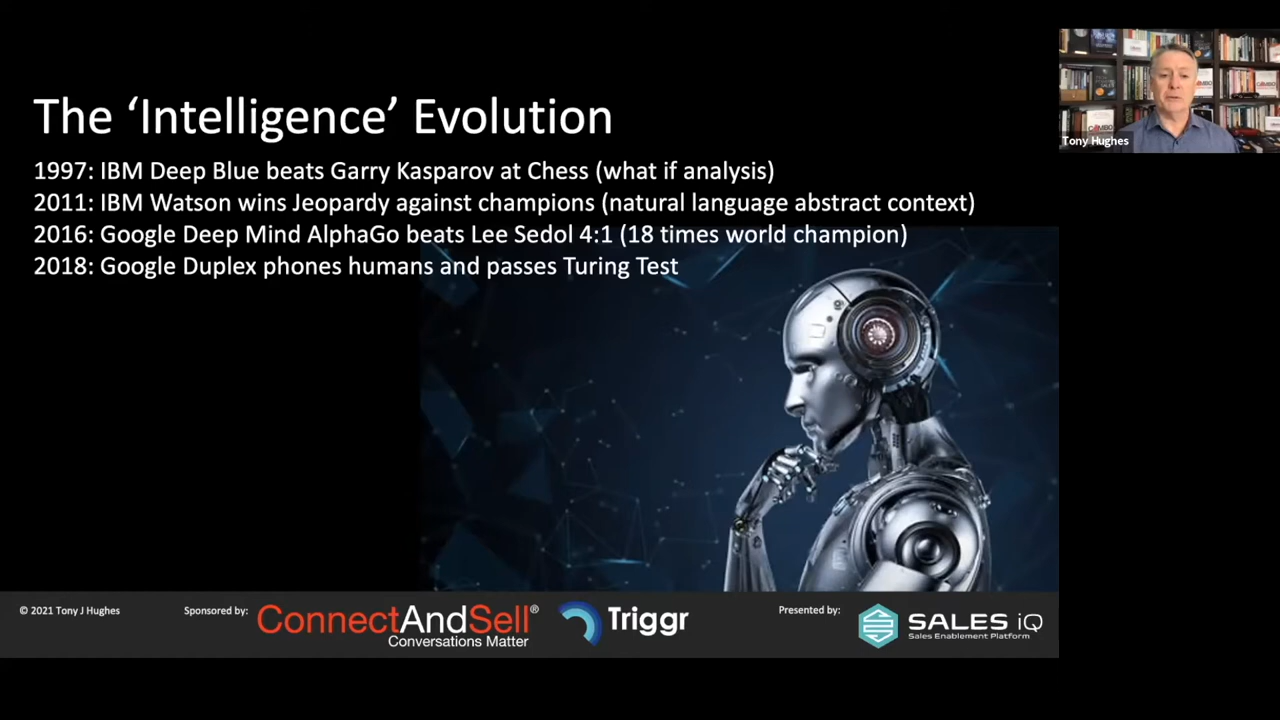 The ‘Intelligence’ Evolution
1997: IBM Deep Blue beats Garry Kasparov at Chess (what if analysis)
2011: IBM Watson wins Jeopardy against champions (natural language abstract context)
2016: Google Deep Mind AlphaGo beats Lee Sedol 4:1 (18 times world champion)
2018: Google Duplex phones humans and passes Turing Test
Tony Hughes
© 2021 Tony J Hughes
Sponsored by:
ConnectAndSell®
Conversations Matter
Triggr
Presented by:
SALES iQ
Sales Enablement Platform